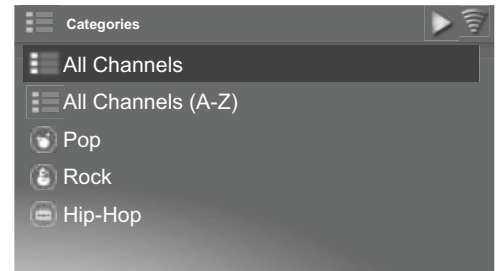 Categories
All Channels
All Channels (A-Z)
Pop
Rock
Hip-Hop